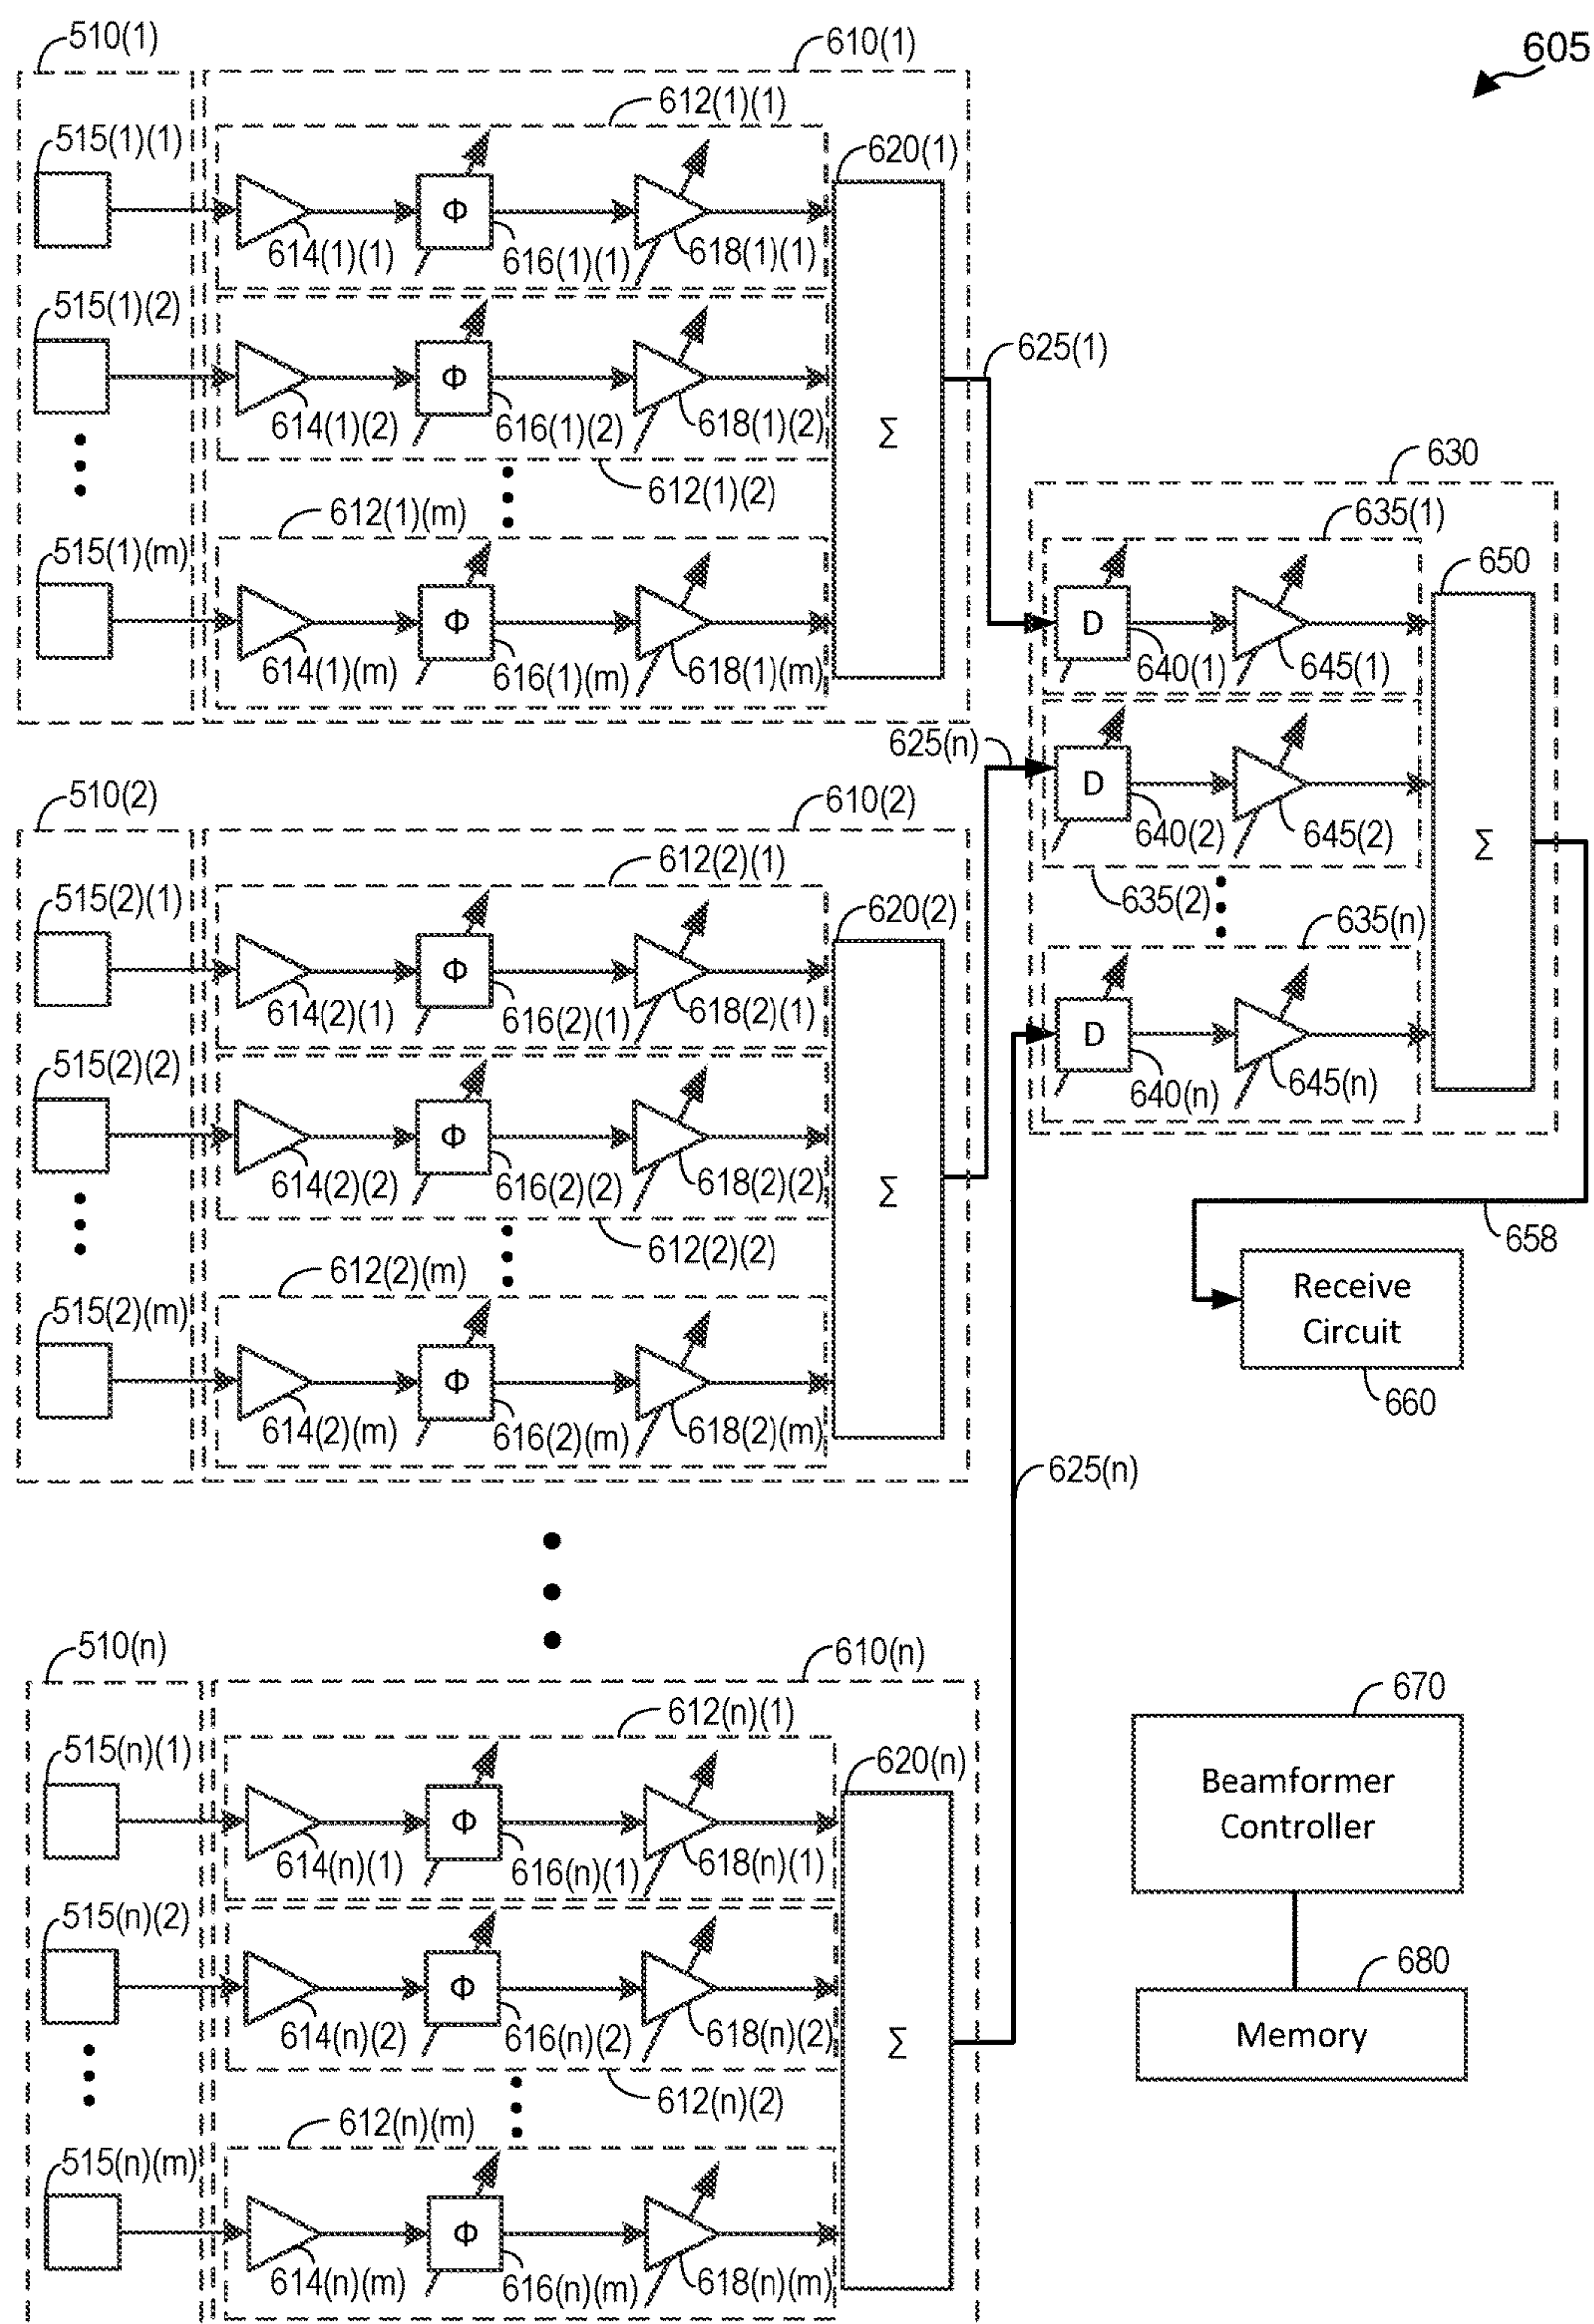 605
510(1)
610(1)
612(1)(1)
515(1)(1)
620(1)
Φ
614(1)(1)
616(1)(1)
618(1)(1)
515(1)(2)
Φ
614(1)(2)
616(1)(2)
618(1)(2)
Σ
625(1)
612(1)(2)
612(1)(m)
515(1)(m)
Φ
614(1)(m)
616(1)(m)
618(1)(m)
630
635(1)
650
D
640(1)
645(1)
625(n)
D
640(2)
645(2)
Σ
635(2)
635(n)
D
640(n)
645(n)
658
Receive
Circuit
660
510(2)
610(2)
612(2)(1)
515(2)(1)
620(2)
Φ
614(2)(1)
616(2)(1)
618(2)(1)
515(2)(2)
Φ
614(2)(2)
616(2)(2)
618(2)(2)
Σ
612(2)(2)
612(2)(m)
515(2)(m)
Φ
614(2)(m)
616(2)(m)
618(2)(m)
625(n)
510(n)
610(n)
612(n)(1)
515(n)(1)
620(n)
Φ
614(n)(1)
616(n)(1)
618(n)(1)
515(n)(2)
Φ
614(n)(2)
616(n)(2)
618(n)(2)
Σ
612(n)(2)
612(n)(m)
515(n)(m)
Φ
614(n)(m)
616(n)(m)
618(n)(m)
670
Beamformer
Controller
680
Memory